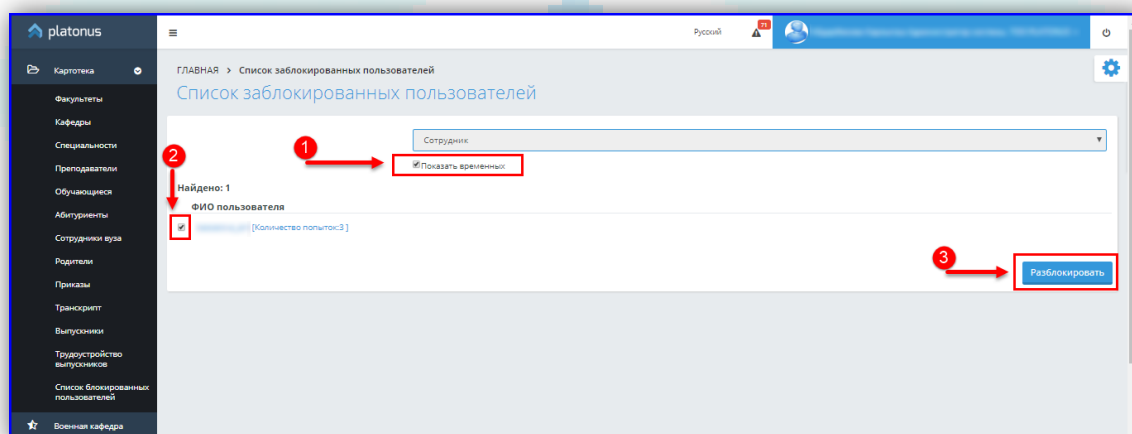 platonus
Русский
71
Картотека
Факультеты
Кафедры
Специальности
Преподаватели
Обучающиеся
Абитуриенты
Сотрудники вуза
Родители
Приказы
Транскрипт
Выпускники
Трудоустройство
выпускников
Список блокированных
пользователей
Военная кафедра
ГЛАВНАЯ > Список заблокированных пользователей
Список заблокированных пользователей
Сотрудник
1
Показать временных
2
Найдено: 1
ФИО пользователя
[Количество попыток:3 ]
3
Разблокировать